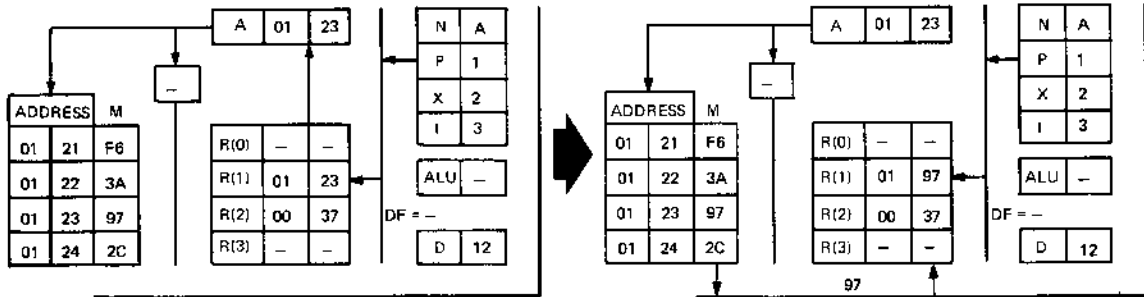 A 01 23
N A
P 1
X 2
I 3
–
ADDRESS M
01 21 F6
01 22 3A
01 23 97
01 24 2C
R(0) – –
R(1) 01 23
R(2) 00 37
R(3) – –
ALU –
DF = –
D 12
A 01 23
N A
P 1
X 2
I 3
–
ADDRESS M
01 21 F6
01 22 3A
01 23 97
01 24 2C
R(0) – –
R(1) 01 97
R(2) 00 37
R(3) – –
ALU –
DF = –
D 12
97